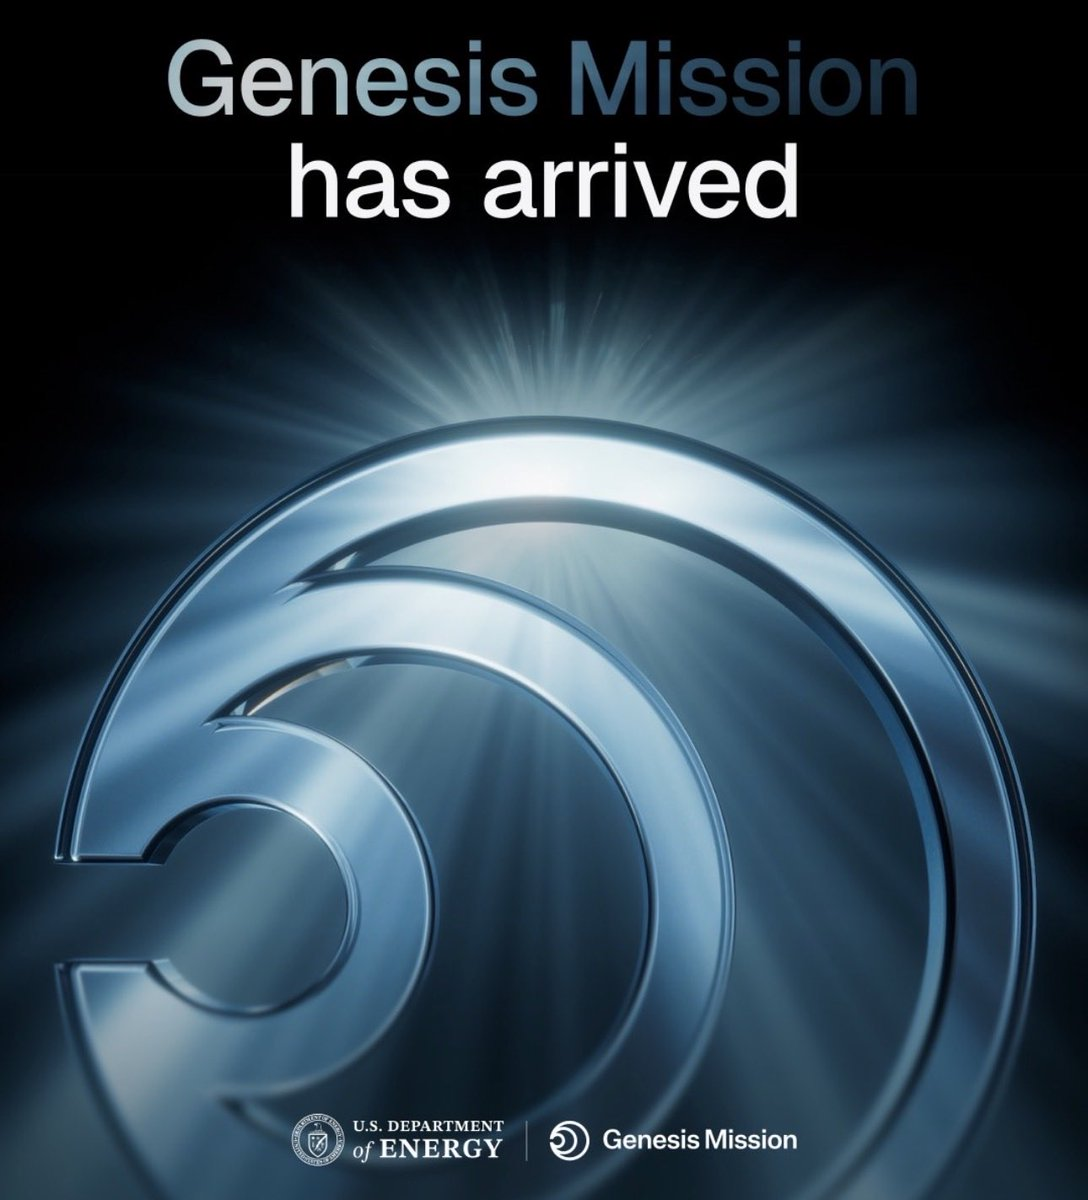 Genesis Mission
has arrived
U.S. DEPARTMENT
of ENERGY
Genesis Mission